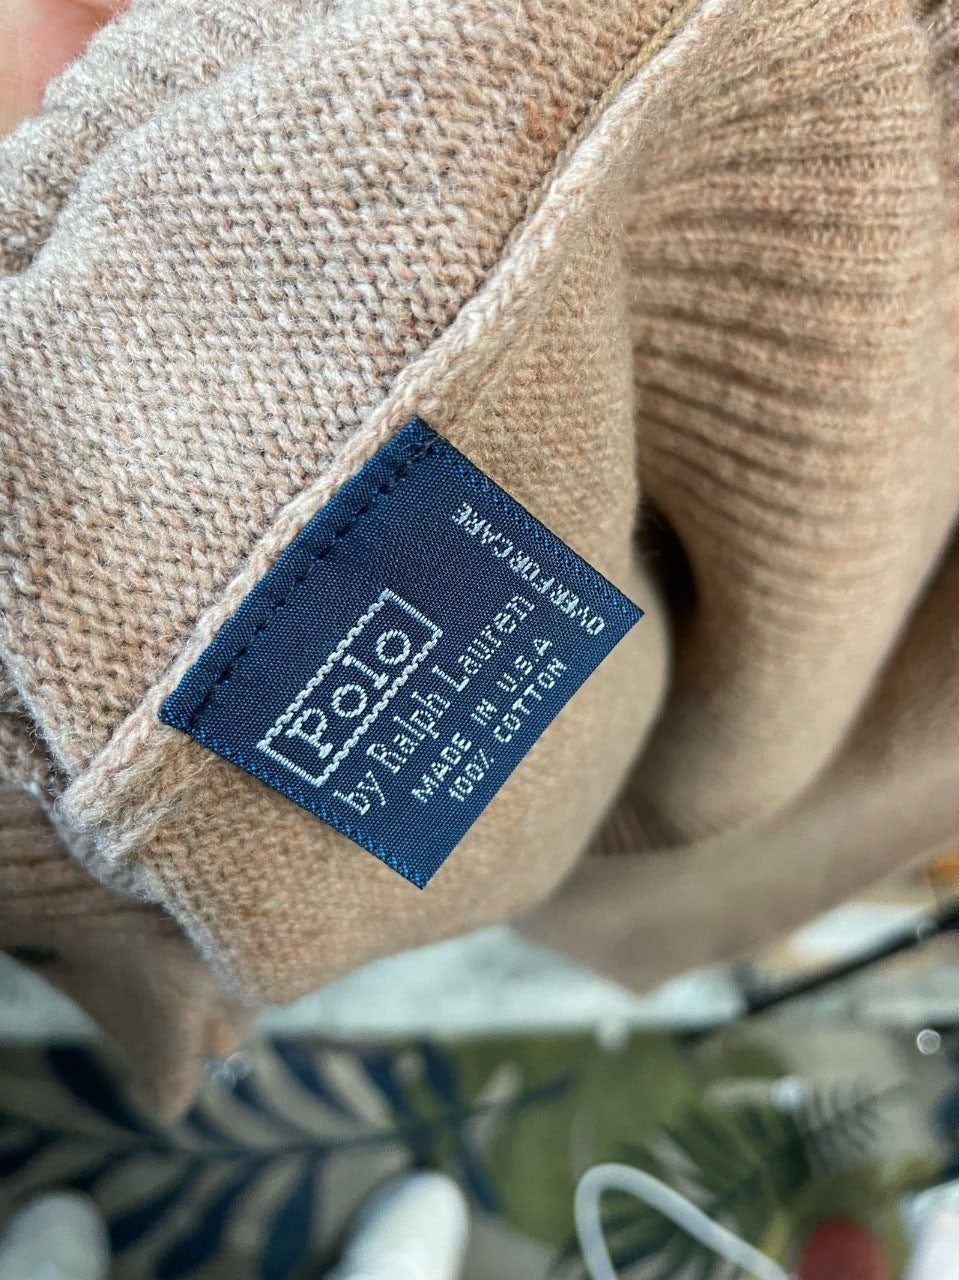 Polo
by Ralph Lauren
MADE IN U.S.A
100% COTTON
OVER FOR CARE